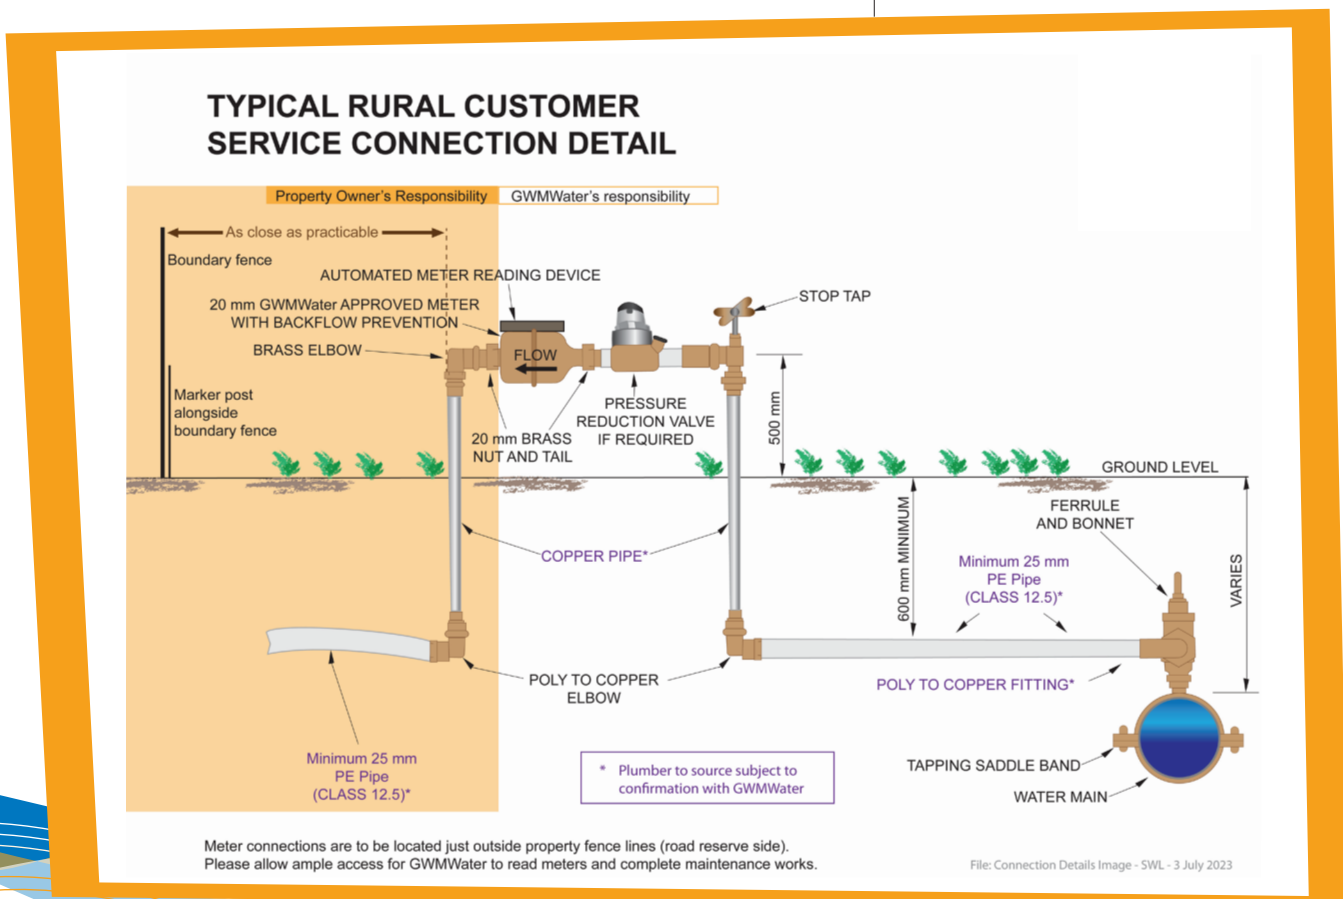 TYPICAL RURAL CUSTOMER
SERVICE CONNECTION DETAIL
Property Owner's Responsibility
GWMWater's responsibility
As close as practicable
Boundary fence
AUTOMATED METER READING DEVICE
20 mm GWMWater APPROVED METER
WITH BACKFLOW PREVENTION
BRASS ELBOW
FLOW
STOP TAP
Marker post
alongside
boundary fence
PRESSURE
REDUCTION VALVE
IF REQUIRED
20 mm BRASS
NUT AND TAIL
500 mm
GROUND LEVEL
FERRULE
AND BONNET
600 mm MINIMUM
VARIES
COPPER PIPE*
Minimum 25 mm
PE Pipe
(CLASS 12.5)*
POLY TO COPPER
ELBOW
POLY TO COPPER FITTING*
Minimum 25 mm
PE Pipe
(CLASS 12.5)*
* Plumber to source subject to
confirmation with GWMWater
TAPPING SADDLE BAND
WATER MAIN
Meter connections are to be located just outside property fence lines (road reserve side).
Please allow ample access for GWMWater to read meters and complete maintenance works.
File: Connection Details Image - SWL - 3 July 2023